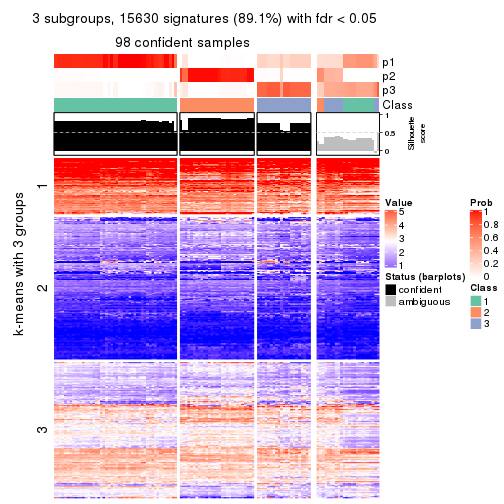 3 subgroups, 15630 signatures (89.1%) with fdr < 0.05
98 confident samples
p1
p2
p3
Class
1
0.5
0
Silhouette
score
k-means with 3 groups
1
2
3
Value
5
4
3
2
1
Status (barplots)
confident
ambiguous
Prob
1
0.8
0.6
0.4
0.2
0
Class
1
2
3